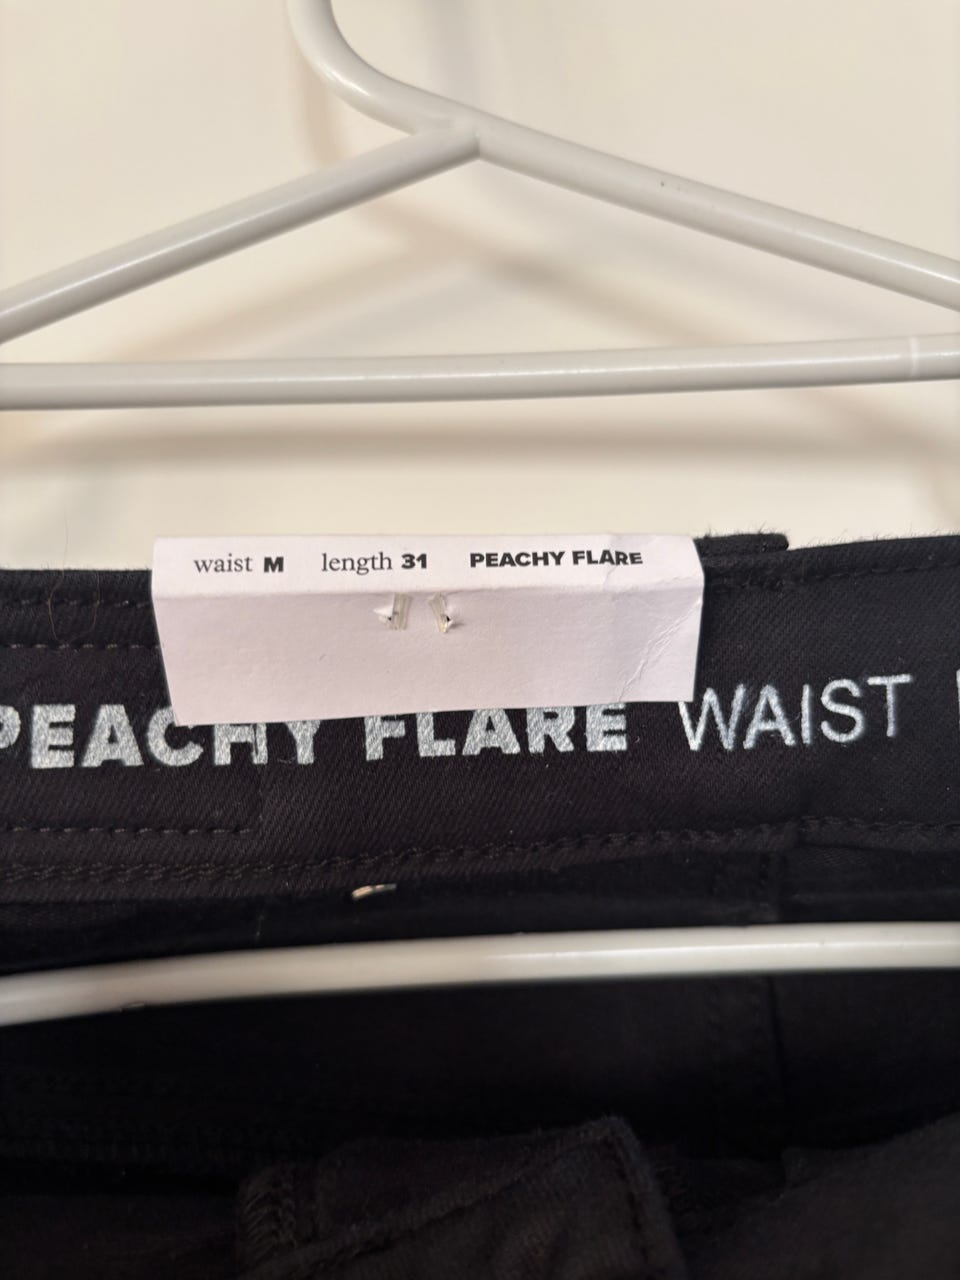 waist M length 31 PEACHY FLARE
PEACHY FLARE WAIST